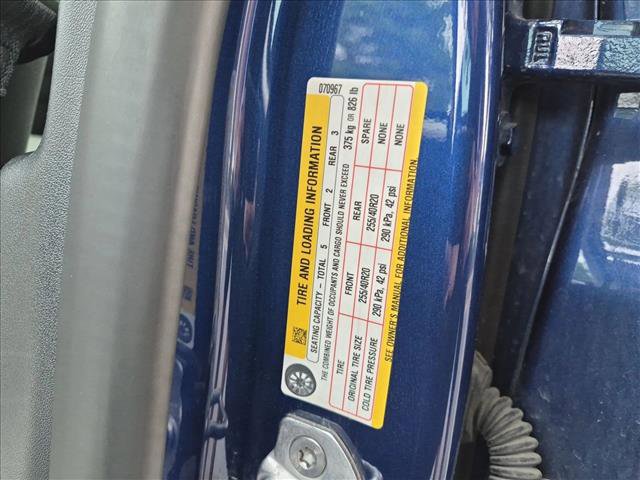 070967
TIRE AND LOADING INFORMATION
SEATING CAPACITY – TOTAL 5 FRONT 2 REAR 3
THE COMBINED WEIGHT OF OCCUPANTS AND CARGO SHOULD NEVER EXCEED 375 kg OR 826 lb
TIRE FRONT REAR SPARE
ORIGINAL TIRE SIZE 255/40R20 255/40R20 NONE
COLD TIRE PRESSURE 290 kPa, 42 psi 290 kPa, 42 psi NONE
SEE OWNER'S MANUAL FOR ADDITIONAL INFORMATION